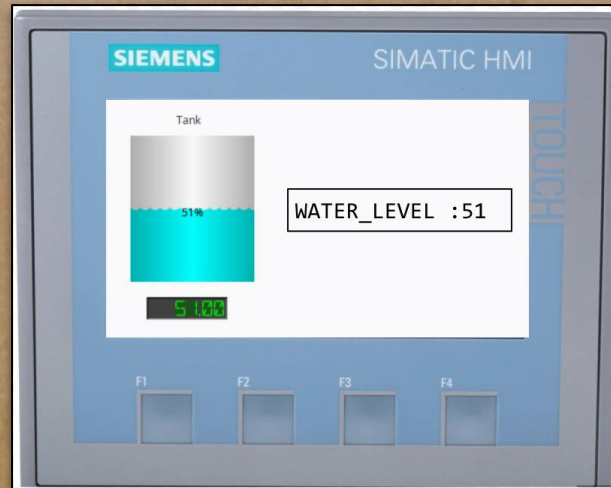 SIEMENS
SIMATIC HMI
TOUCH
Tank
51%
WATER_LEVEL :51
51.00
F1
F2
F3
F4